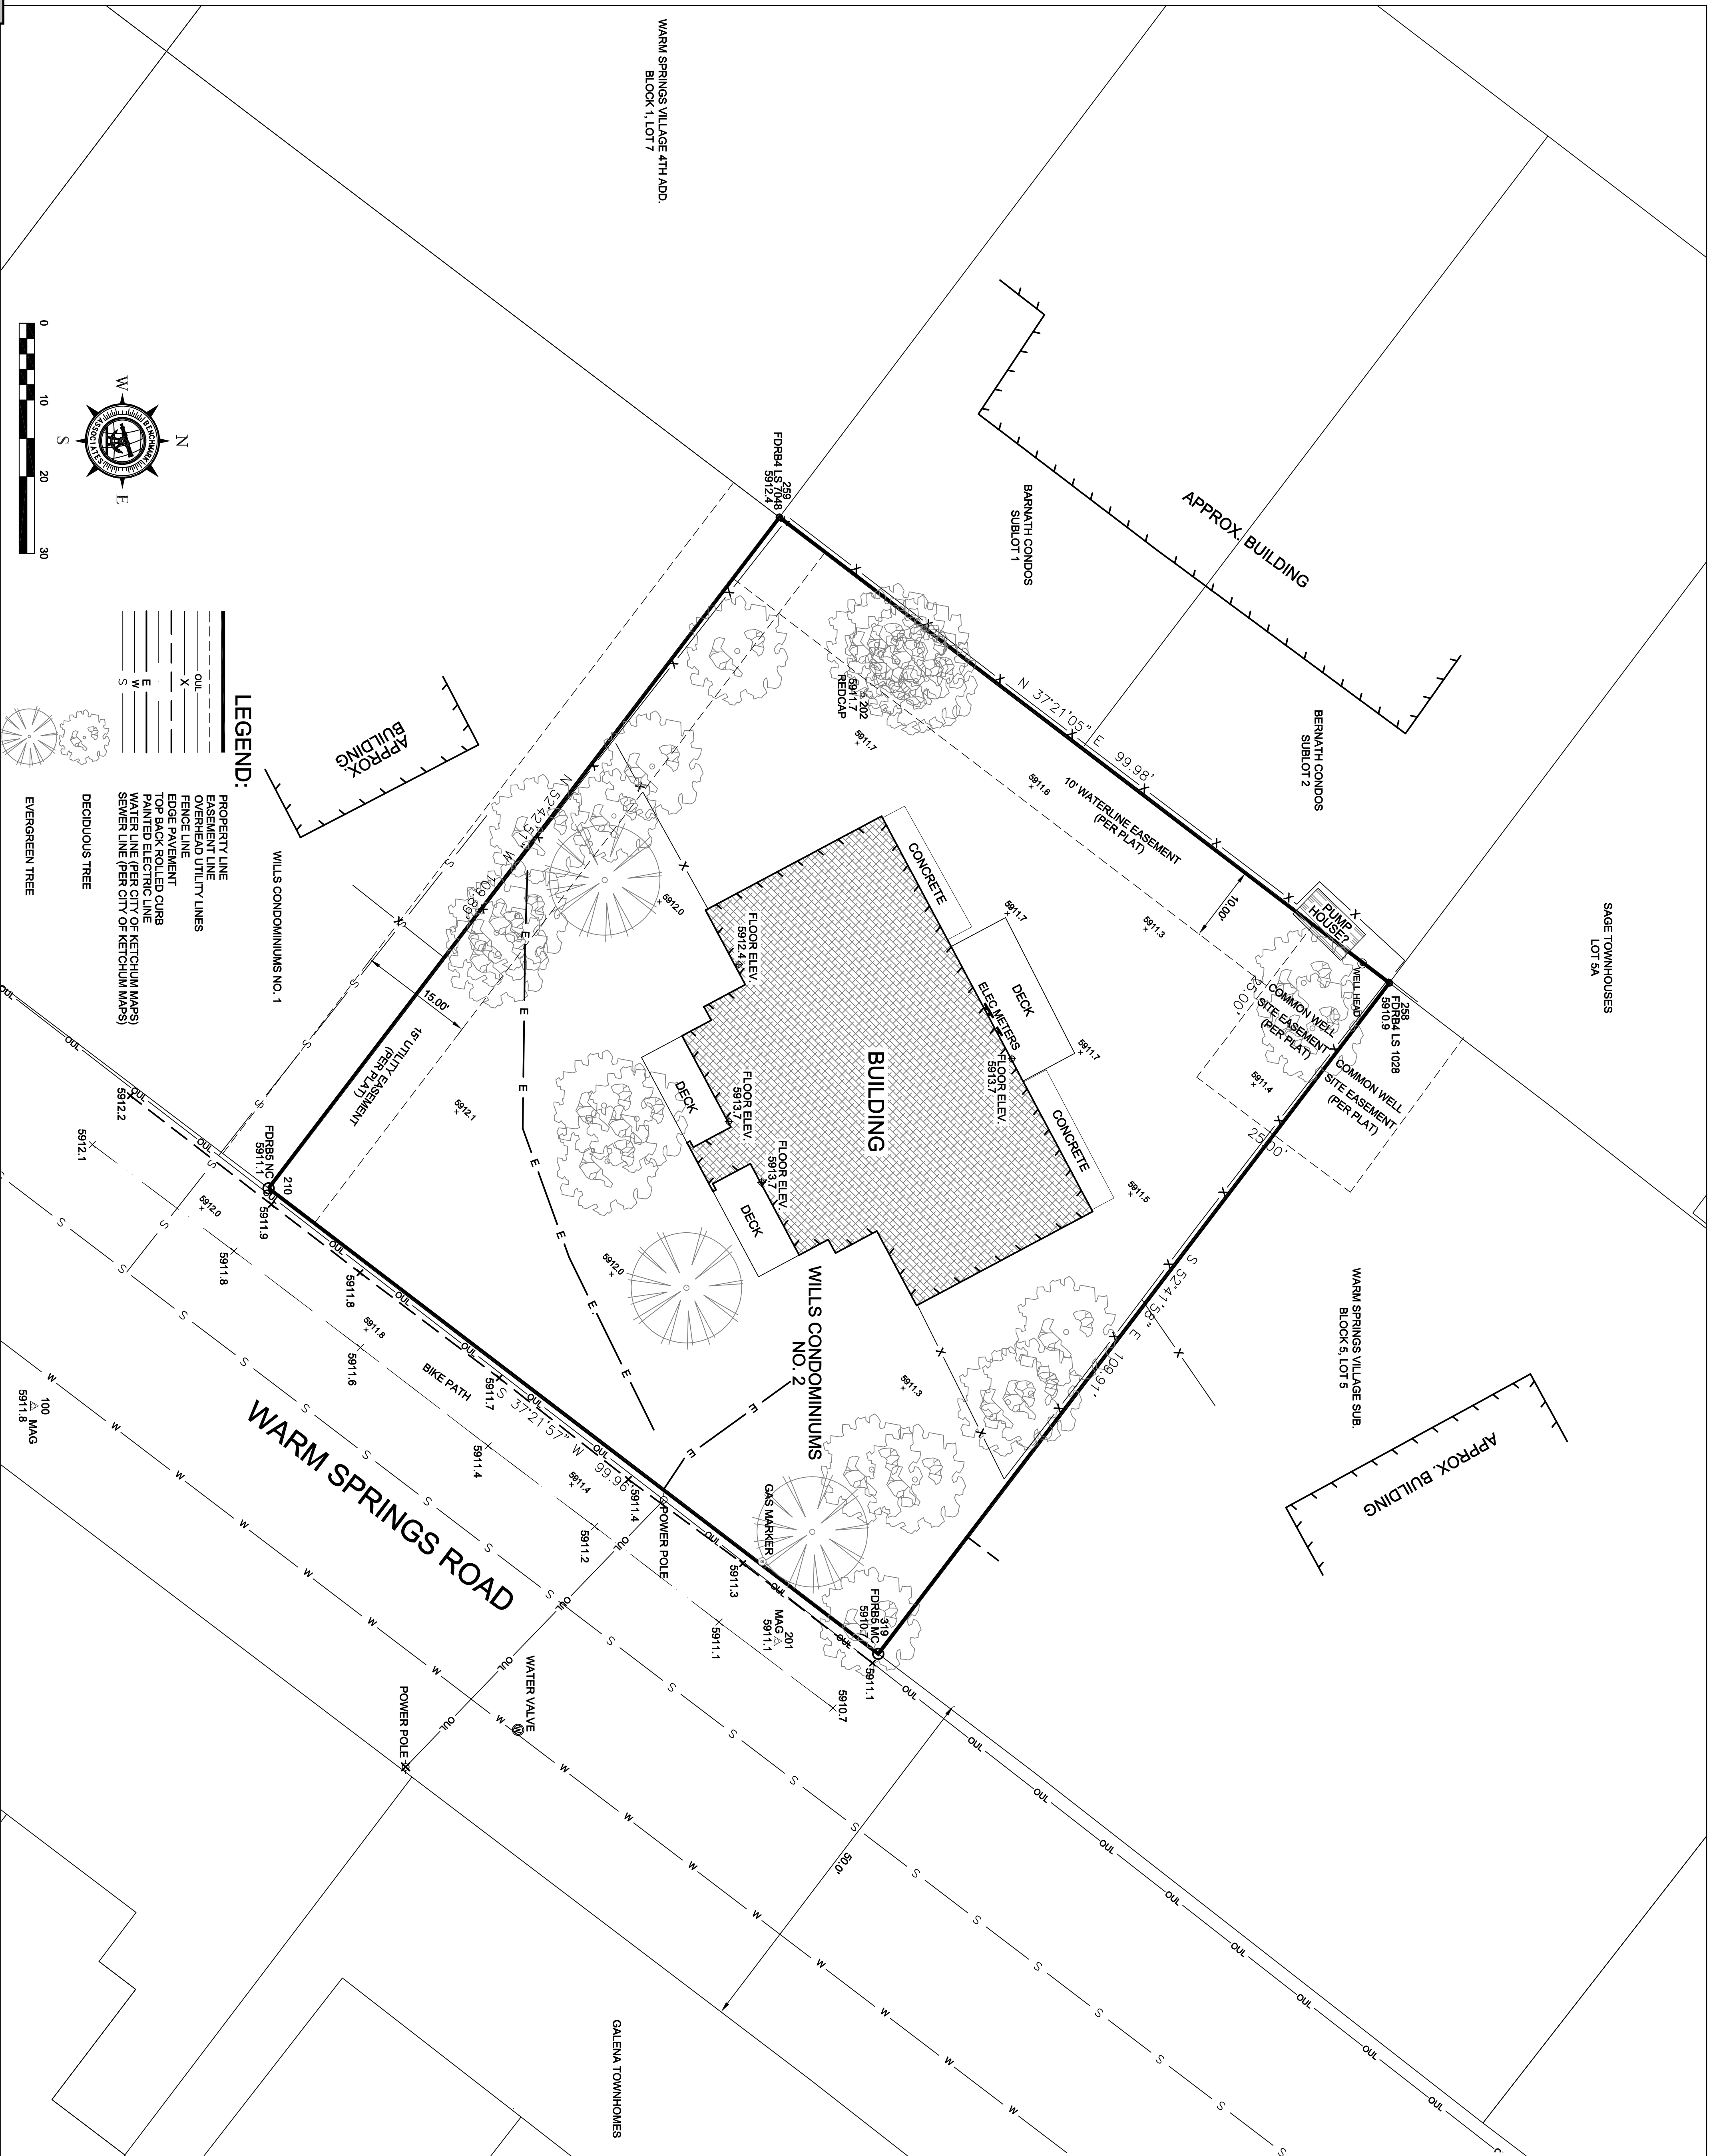 WARM SPRINGS VILLAGE 4TH ADD.
BLOCK 1, LOT 7
BARNATH CONDOS
SUBLOT 1
APPROX. BUILDING
BERNATH CONDOS
SUBLOT 2
SAGE TOWNHOUSES
LOT 5A
WARM SPRINGS VILLAGE SUB.
BLOCK 5, LOT 5
APPROX. BUILDING
259
FDRB4 LS 7048
5912.4
202
5911.7
REDCAP
5911.7
N 37°21'05" E 99.98'
5911.6
10' WATERLINE EASEMENT
(PER PLAT)
10.00'
5911.3
PUMP
HOUSE?
WELL HEAD
258
FDRB4 LS 1028
5910.9
25.00'
COMMON WELL
SITE EASEMENT
(PER PLAT)
COMMON WELL
SITE EASEMENT
(PER PLAT)
5911.4
25.00'
CONCRETE
5911.7
DECK
ELEC METERS
5911.7
FLOOR ELEV.
5913.7
CONCRETE
5911.5
BUILDING
FLOOR ELEV.
5912.4
FLOOR ELEV.
5913.7
FLOOR ELEV.
5913.7
DECK
DECK
5912.0
5912.0
5912.1
5911.3
WILLS CONDOMINIUMS
NO. 2
S 52°41'58" E 109.91'
N 52°42'51" W 109.89'
15.00'
15' UTILITY EASEMENT
(PER PLAT)
APPROX.
BUILDING
WILLS CONDOMINIUMS NO. 1
210
FDRB5 NC
5911.1
5911.9
5912.2
5912.1
5912.0
5911.8
5911.8
5911.8
5911.6
BIKE PATH
5911.7
S 37°21'57" W 99.96'
5911.4
5911.4
5911.4
5911.2
POWER POLE
GAS MARKER
5911.3
201
MAG
5911.1
5911.1
319
FDRB5 MC
5910.7
5911.1
5910.7
WARM SPRINGS ROAD
100
MAG
5911.8
WATER VALVE
W
POWER POLE
50.0'
GALENA TOWNHOMES
N
W
E
S
BENCHMARK
ASSOCIATES
0
10
20
30
LEGEND:
PROPERTY LINE
EASEMENT LINE
OUL
OVERHEAD UTILITY LINES
X
FENCE LINE
EDGE PAVEMENT
TOP BACK ROLLED CURB
E
PAINTED ELECTRIC LINE
W
WATER LINE (PER CITY OF KETCHUM MAPS)
S
SEWER LINE (PER CITY OF KETCHUM MAPS)
DECIDUOUS TREE
EVERGREEN TREE